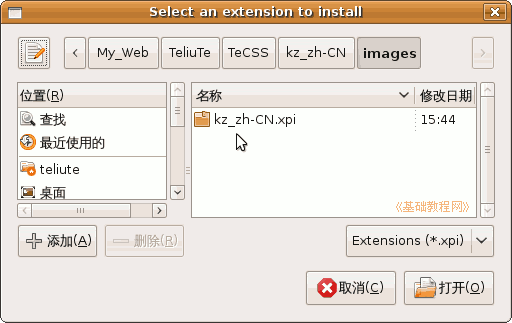 Select an extension to install
My_Web TeliuTe TeCSS kz_zh-CN images
位置(R)
查找
最近使用的
teliute
桌面
名称 修改日期
kz_zh-CN.xpi 15:44
《基础教程网》
添加(A) 删除(R) Extensions (*.xpi)
取消(C) 打开(O)